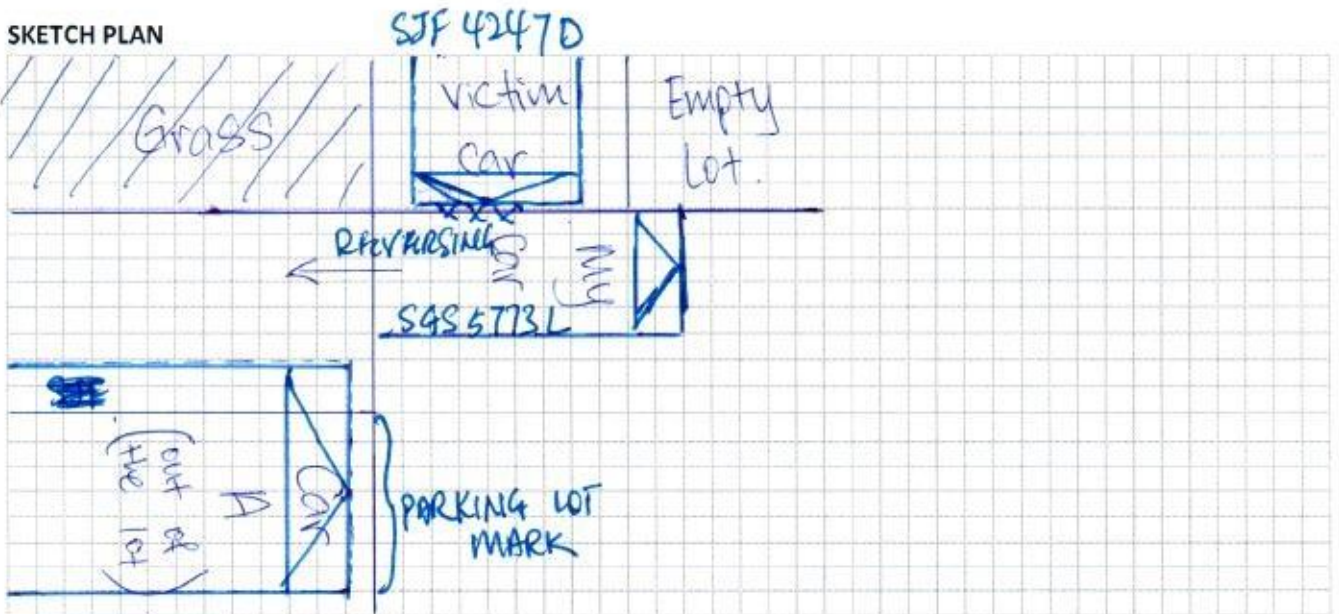 SKETCH PLAN
SJF 4247D
Grass
victim
car
Empty
Lot.
REVERSING
My
Car
SGS 5773L
Car
A
(out of
the lot)
PARKING LOT
MARK